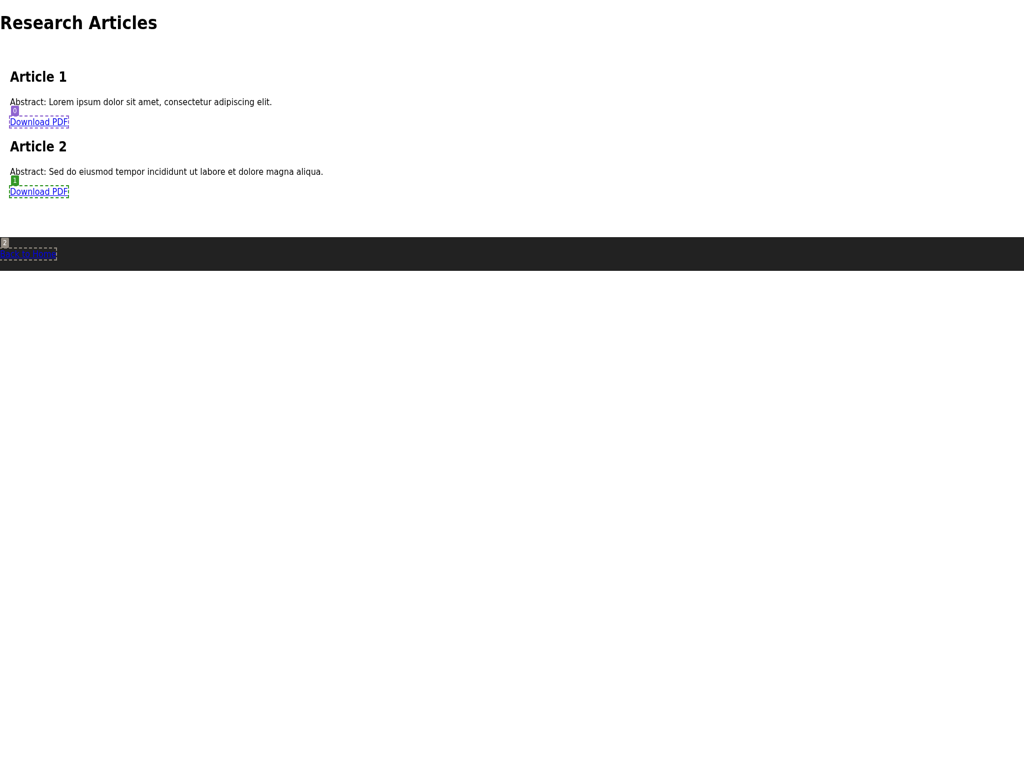 Research Articles
Article 1
Abstract: Lorem ipsum dolor sit amet, consectetur adipiscing elit.
0
Download PDF
Article 2
Abstract: Sed do eiusmod tempor incididunt ut labore et dolore magna aliqua.
1
Download PDF
2